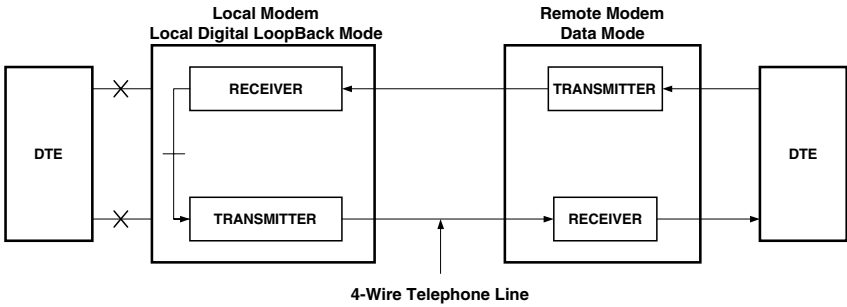 Local Modem
Local Digital LoopBack Mode
Remote Modem
Data Mode
DTE
RECEIVER
TRANSMITTER
DTE
TRANSMITTER
RECEIVER
4-Wire Telephone Line